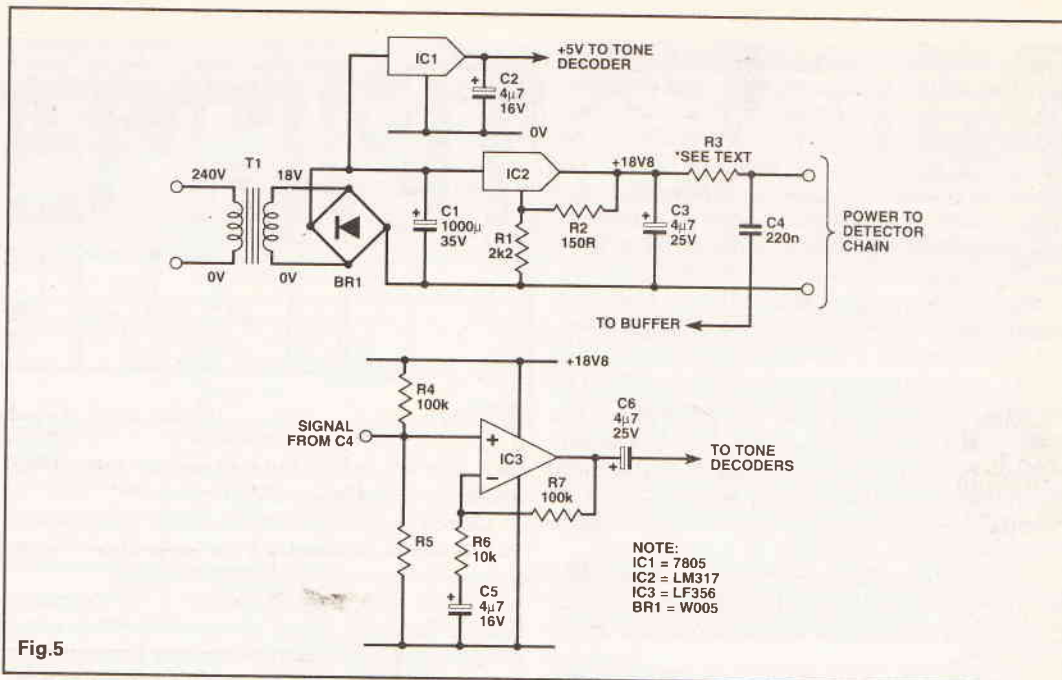 IC1
+5V TO TONE
DECODER
C2
4µ7
16V
0V
+
T1
240V
18V
0V
0V
BR1
+
C1
1000µ
35V
IC2
R1
2k2
R2
150R
+18V8
+
C3
4µ7
25V
R3
*SEE TEXT
C4
220n
POWER TO
DETECTOR
CHAIN
TO BUFFER
+18V8
R4
100k
SIGNAL
FROM C4
+
−
IC3
C6
4µ7
25V
+
TO TONE
DECODERS
R7
100k
R5
R6
10k
+
C5
4µ7
16V
NOTE:
IC1 = 7805
IC2 = LM317
IC3 = LF356
BR1 = W005
Fig.5